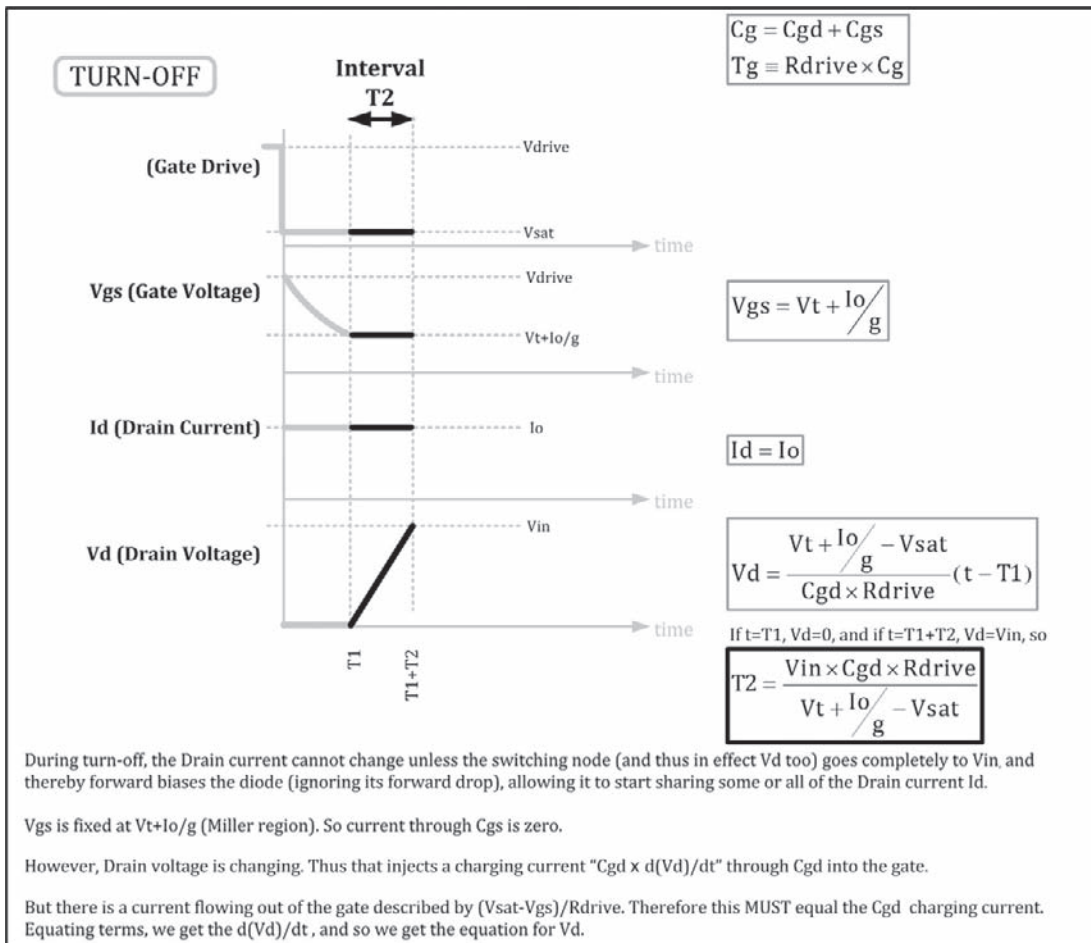 TURN-OFF
Interval
T2
Cg = Cgd + Cgs
Tg ≡ Rdrive × Cg
(Gate Drive)
Vdrive
Vsat
time
Vgs (Gate Voltage)
Vdrive
Vt+Io/g
time
Vgs = Vt + Io/g
Id (Drain Current)
Io
time
Id = Io
Vd (Drain Voltage)
Vin
time
T1
T1+T2
Vd = (Vt + Io/g − Vsat)/(Cgd × Rdrive) (t − T1)
If t=T1, Vd=0, and if t=T1+T2, Vd=Vin, so
T2 = (Vin × Cgd × Rdrive)/(Vt + Io/g − Vsat)
During turn-off, the Drain current cannot change unless the switching node (and thus in effect Vd too) goes completely to Vin, and
thereby forward biases the diode (ignoring its forward drop), allowing it to start sharing some or all of the Drain current Id.
Vgs is fixed at Vt+Io/g (Miller region). So current through Cgs is zero.
However, Drain voltage is changing. Thus that injects a charging current “Cgd x d(Vd)/dt” through Cgd into the gate.
But there is a current flowing out of the gate described by (Vsat-Vgs)/Rdrive. Therefore this MUST equal the Cgd charging current.
Equating terms, we get the d(Vd)/dt , and so we get the equation for Vd.